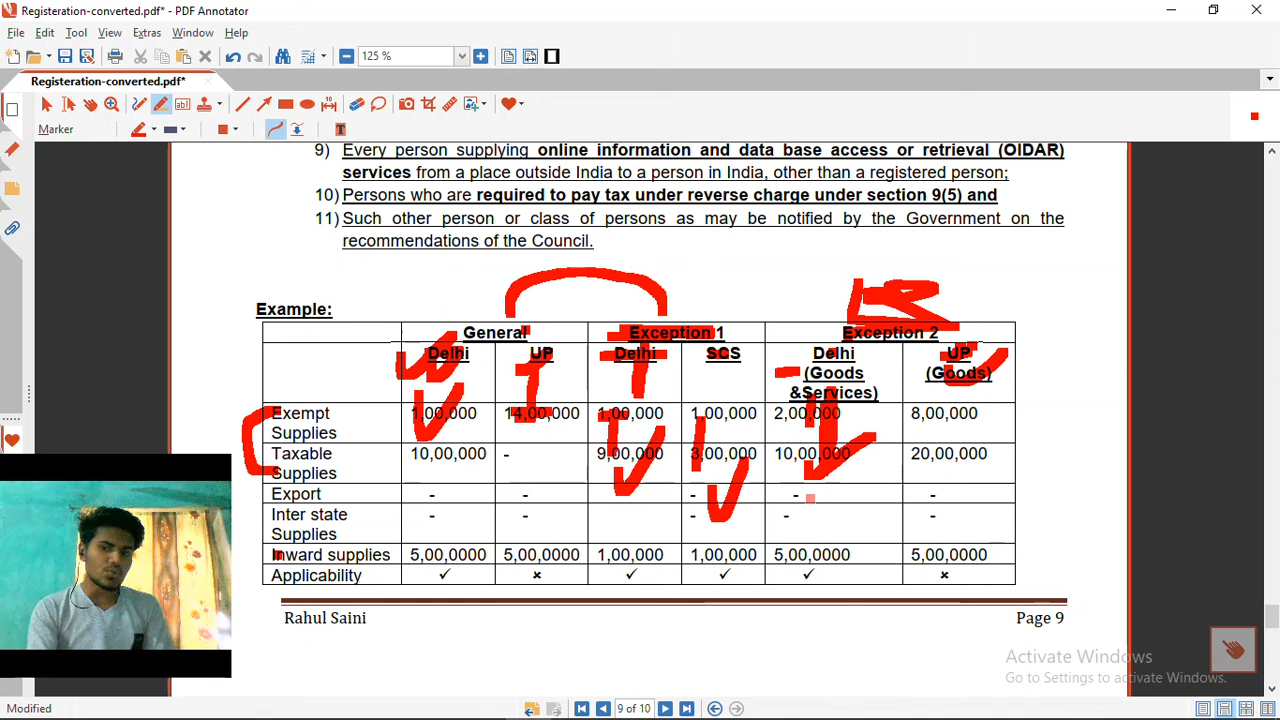 Registeration-converted.pdf* - PDF Annotator
File Edit Tool View Extras Window Help
125 %
Registeration-converted.pdf*
Marker
9) Every person supplying online information and data base access or retrieval (OIDAR)
services from a place outside India to a person in India, other than a registered person;
10) Persons who are required to pay tax under reverse charge under section 9(5) and
11) Such other person or class of persons as may be notified by the Government on the
recommendations of the Council.
Example:
General Exception 1 Exception 2
Delhi UP Delhi SCS Delhi (Goods &Services) UP (Goods)
Exempt Supplies 1,00,000 14,00,000 1,00,000 1,00,000 2,00,000 8,00,000
Taxable Supplies 10,00,000 - 9,00,000 3,00,000 10,00,000 20,00,000
Export - - - - -
Inter state Supplies - - - - -
Inward supplies 5,00,0000 5,00,0000 1,00,000 1,00,000 5,00,0000 5,00,0000
Applicability ✓ × ✓ ✓ ✓ ×
Rahul Saini Page 9
Activate Windows
Go to Settings to activate Windows.
Modified 9 of 10